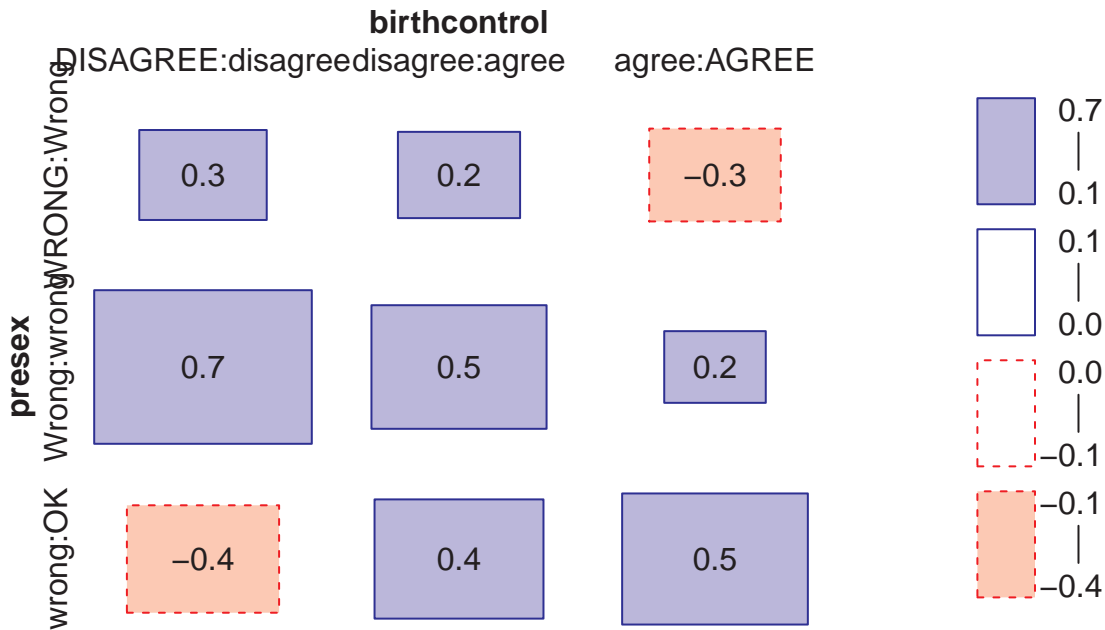 birthcontrol
DISAGREE:disagree disagree:agree agree:AGREE
presex
WRONG:Wrong
0.3 0.2 −0.3
Wrong:wrong
0.7 0.5 0.2
wrong:OK
−0.4 0.4 0.5
0.7
0.1
0.1
0.0
0.0
−0.1
−0.1
−0.4